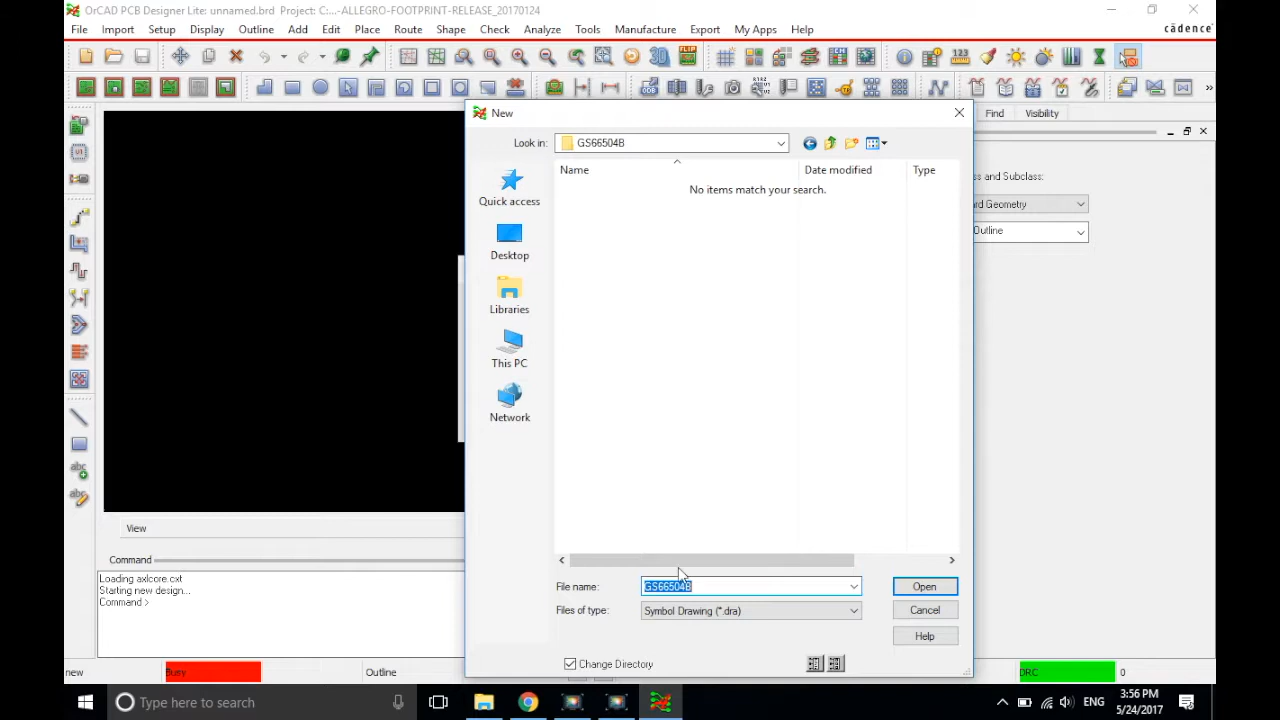 OrCAD PCB Designer Lite: unnamed.brd Project: C:...-ALLEGRO-FOOTPRINT-RELEASE_20170124
File Import Setup Display Outline Add Edit Place Route Shape Check Analyze Tools Manufacture Export My Apps Help
cādence
New
Find Visibility
Look in: GS66504B
Name Date modified Type
No items match your search.
and Subclass:
Quick access
rd Geometry
Outline
Desktop
Libraries
This PC
Network
View
Command
Loading axlcore.cxt
Starting new design...
Command >
File name: GS66504B Open
Files of type: Symbol Drawing (*.dra) Cancel
Help
Change Directory
new Busy Outline DRC 0
Type here to search
ENG
3:56 PM
5/24/2017